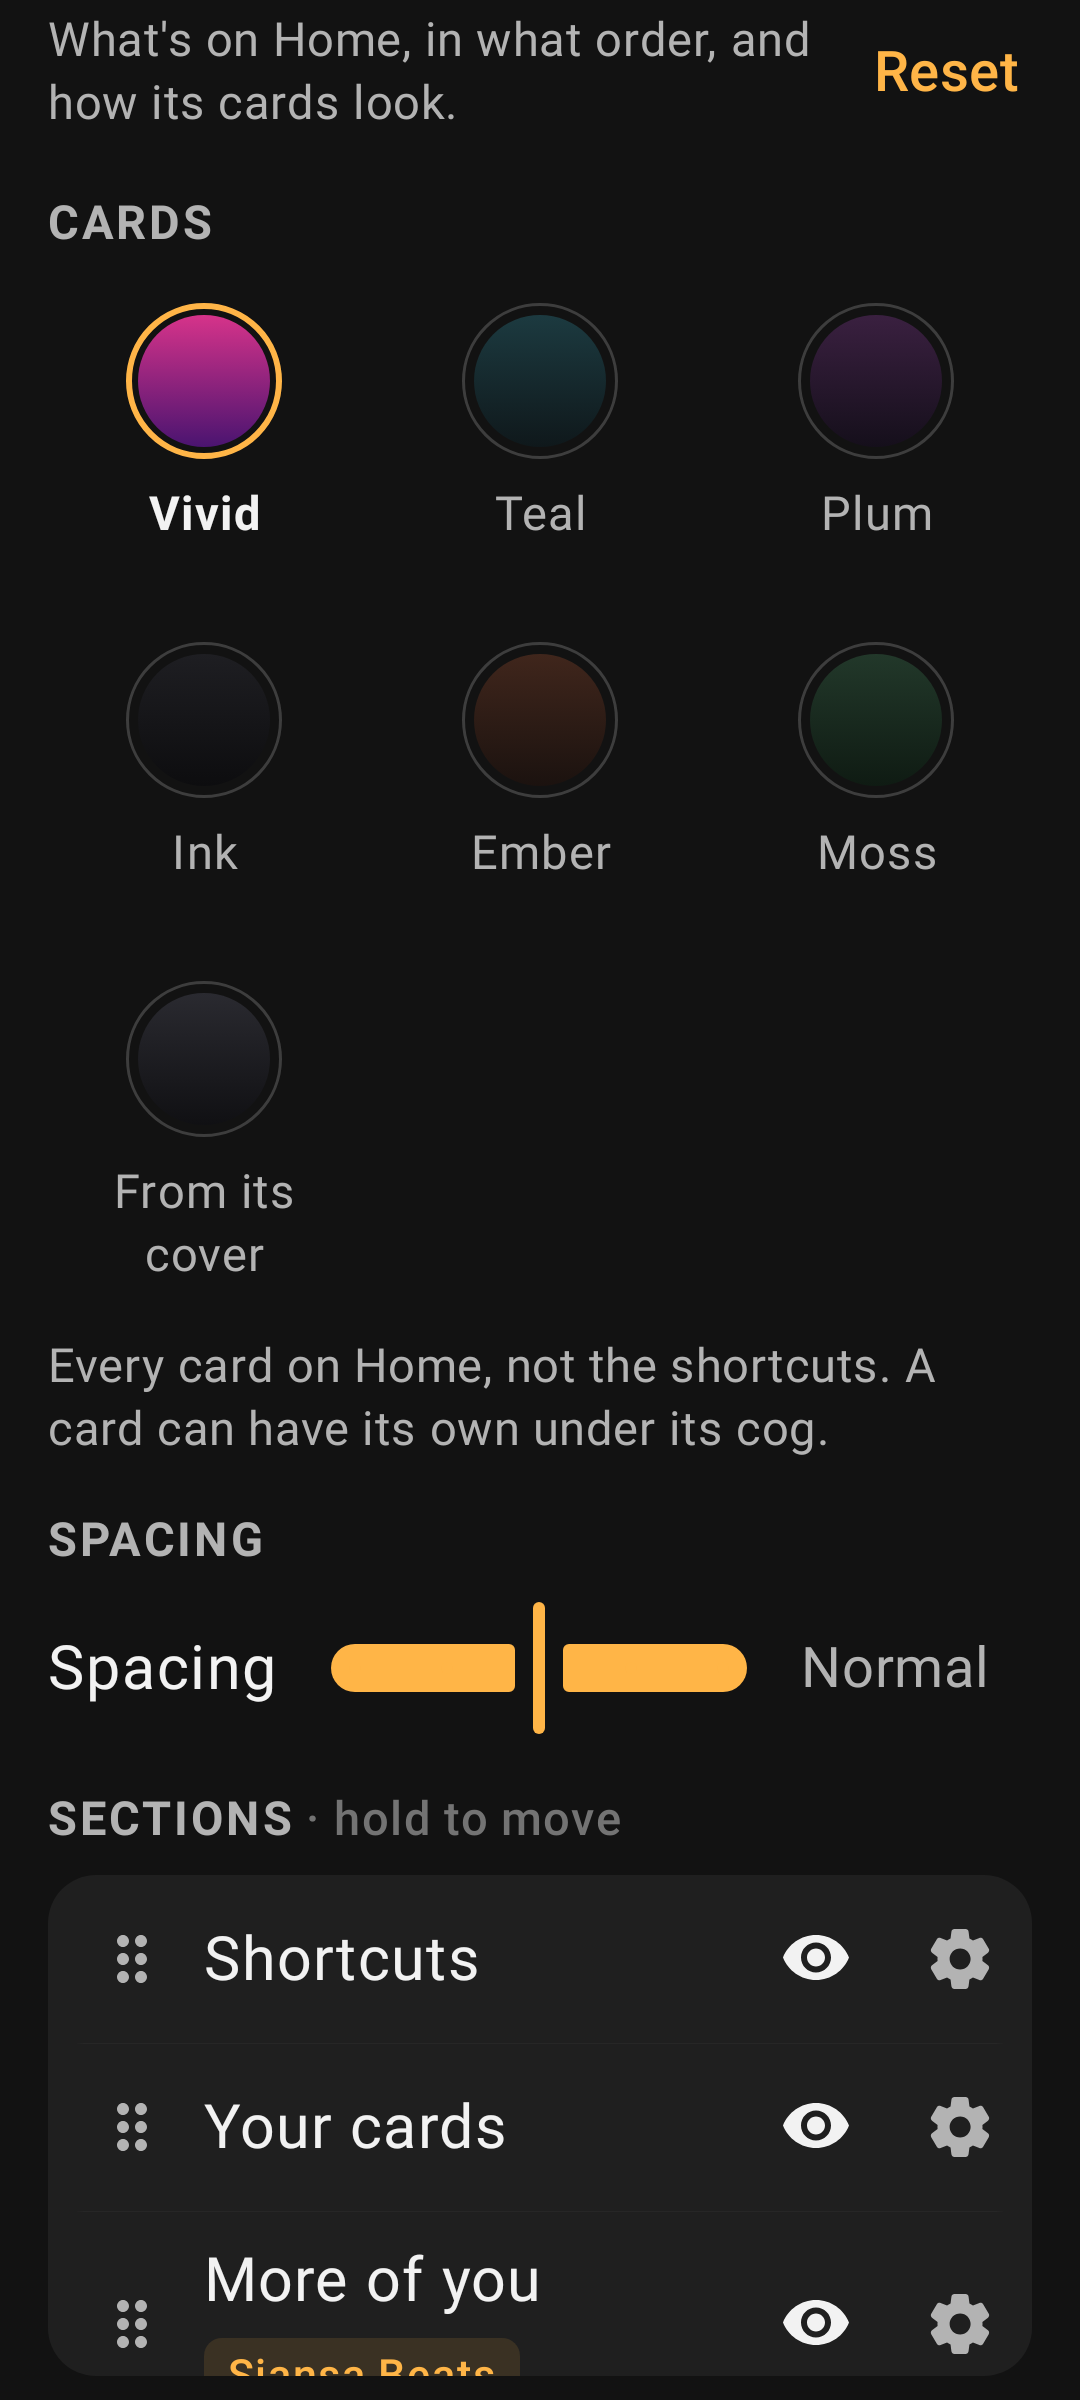 What's on Home, in what order, and
how its cards look.
Reset
CARDS
Vivid
Teal
Plum
Ink
Ember
Moss
From its
cover
Every card on Home, not the shortcuts. A
card can have its own under its cog.
SPACING
Spacing
Normal
SECTIONS · hold to move
Shortcuts
Your cards
More of you
Siansa Beats